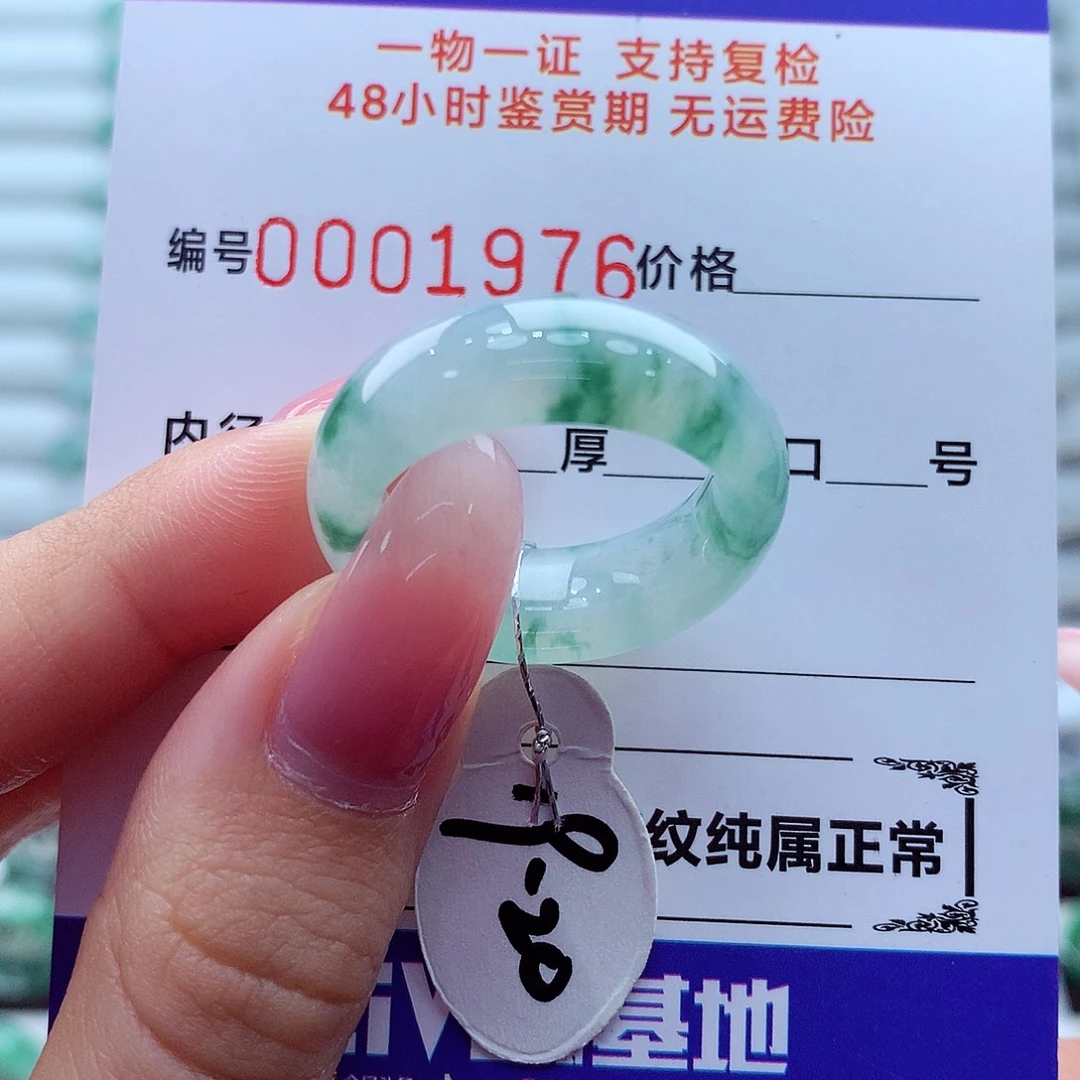 一物一证 支持复检
48小时鉴赏期 无运费险
编号0001976价格
内径 厚 口 号
纹纯属正常
基地